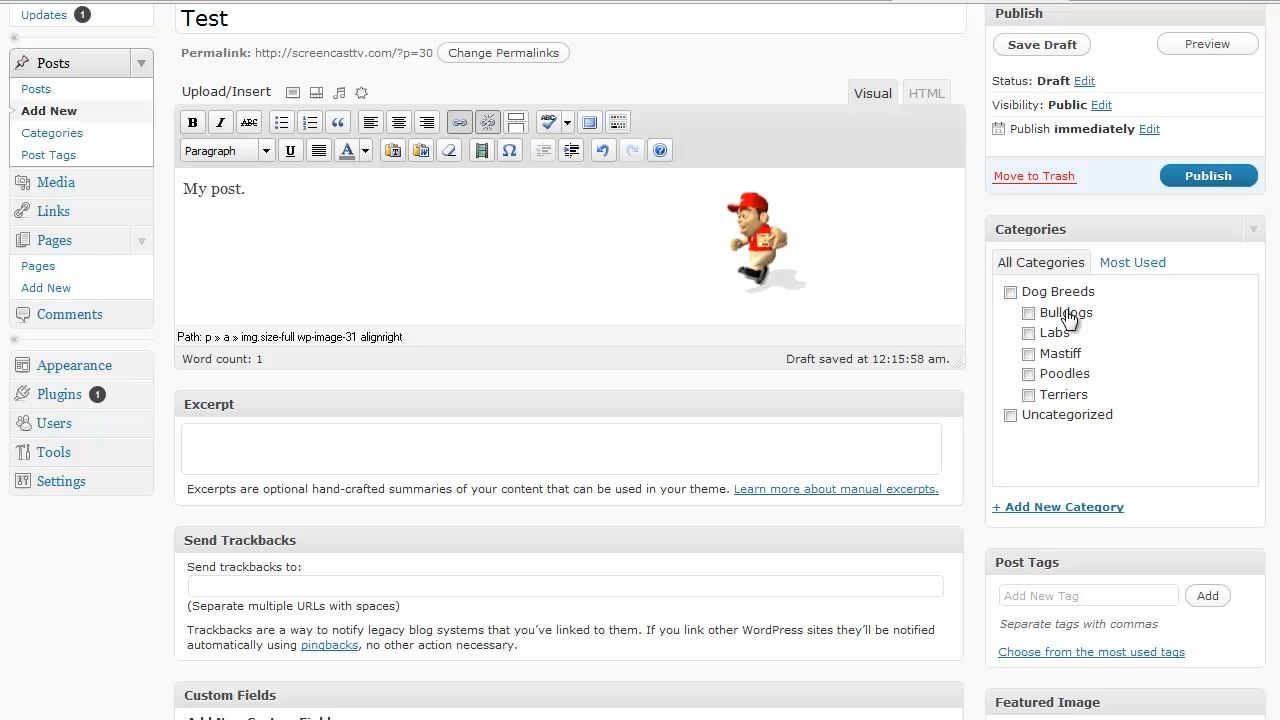 Updates 1
Posts
Posts
Add New
Categories
Post Tags
Media
Links
Pages
Pages
Add New
Comments
Appearance
Plugins 1
Users
Tools
Settings
Test
Permalink: http://screencasttv.com/?p=30 Change Permalinks
Upload/Insert
Visual HTML
B I ABC ABC
Paragraph U A Ω
My post.
Path: p » a » img.size-full wp-image-31 alignright
Word count: 1 Draft saved at 12:15:58 am.
Excerpt
Excerpts are optional hand-crafted summaries of your content that can be used in your theme. Learn more about manual excerpts.
Send Trackbacks
Send trackbacks to:
(Separate multiple URLs with spaces)
Trackbacks are a way to notify legacy blog systems that you've linked to them. If you link other WordPress sites they'll be notified
automatically using pingbacks, no other action necessary.
Custom Fields
Publish
Save Draft Preview
Status: Draft Edit
Visibility: Public Edit
Publish immediately Edit
Move to Trash Publish
Categories
All Categories Most Used
Dog Breeds
Bulldogs
Labs
Mastiff
Poodles
Terriers
Uncategorized
+ Add New Category
Post Tags
Add New Tag Add
Separate tags with commas
Choose from the most used tags
Featured Image